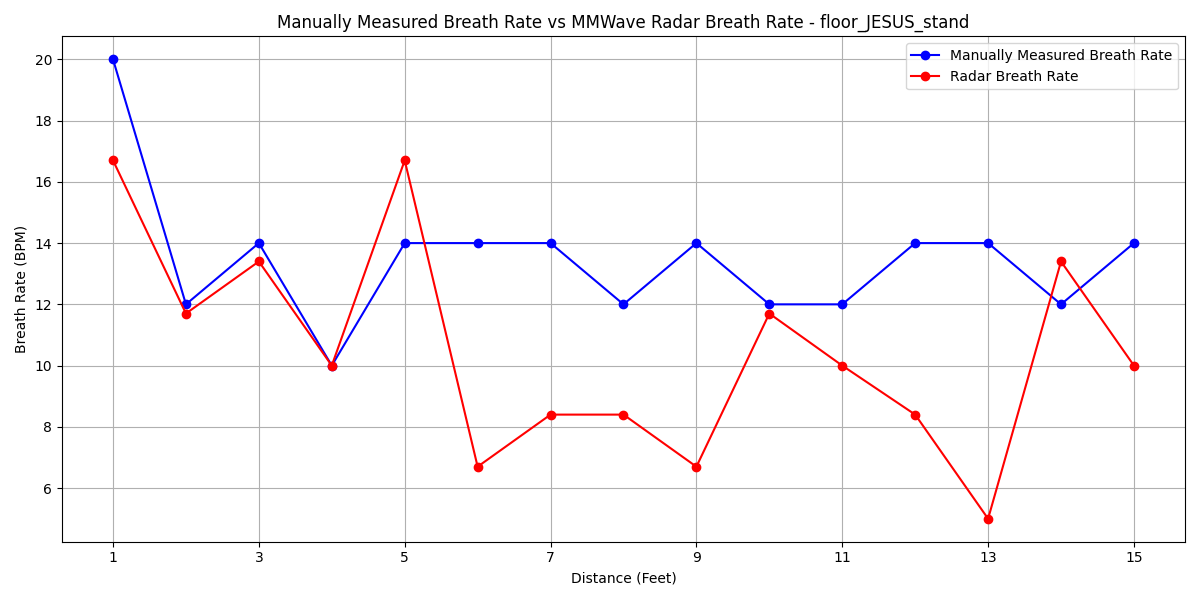 Manually Measured Breath Rate vs MMWave Radar Breath Rate - floor_JESUS_stand
Manually Measured Breath Rate
Radar Breath Rate
Breath Rate (BPM)
20
18
16
14
12
10
8
6
1 3 5 7 9 11 13 15
Distance (Feet)